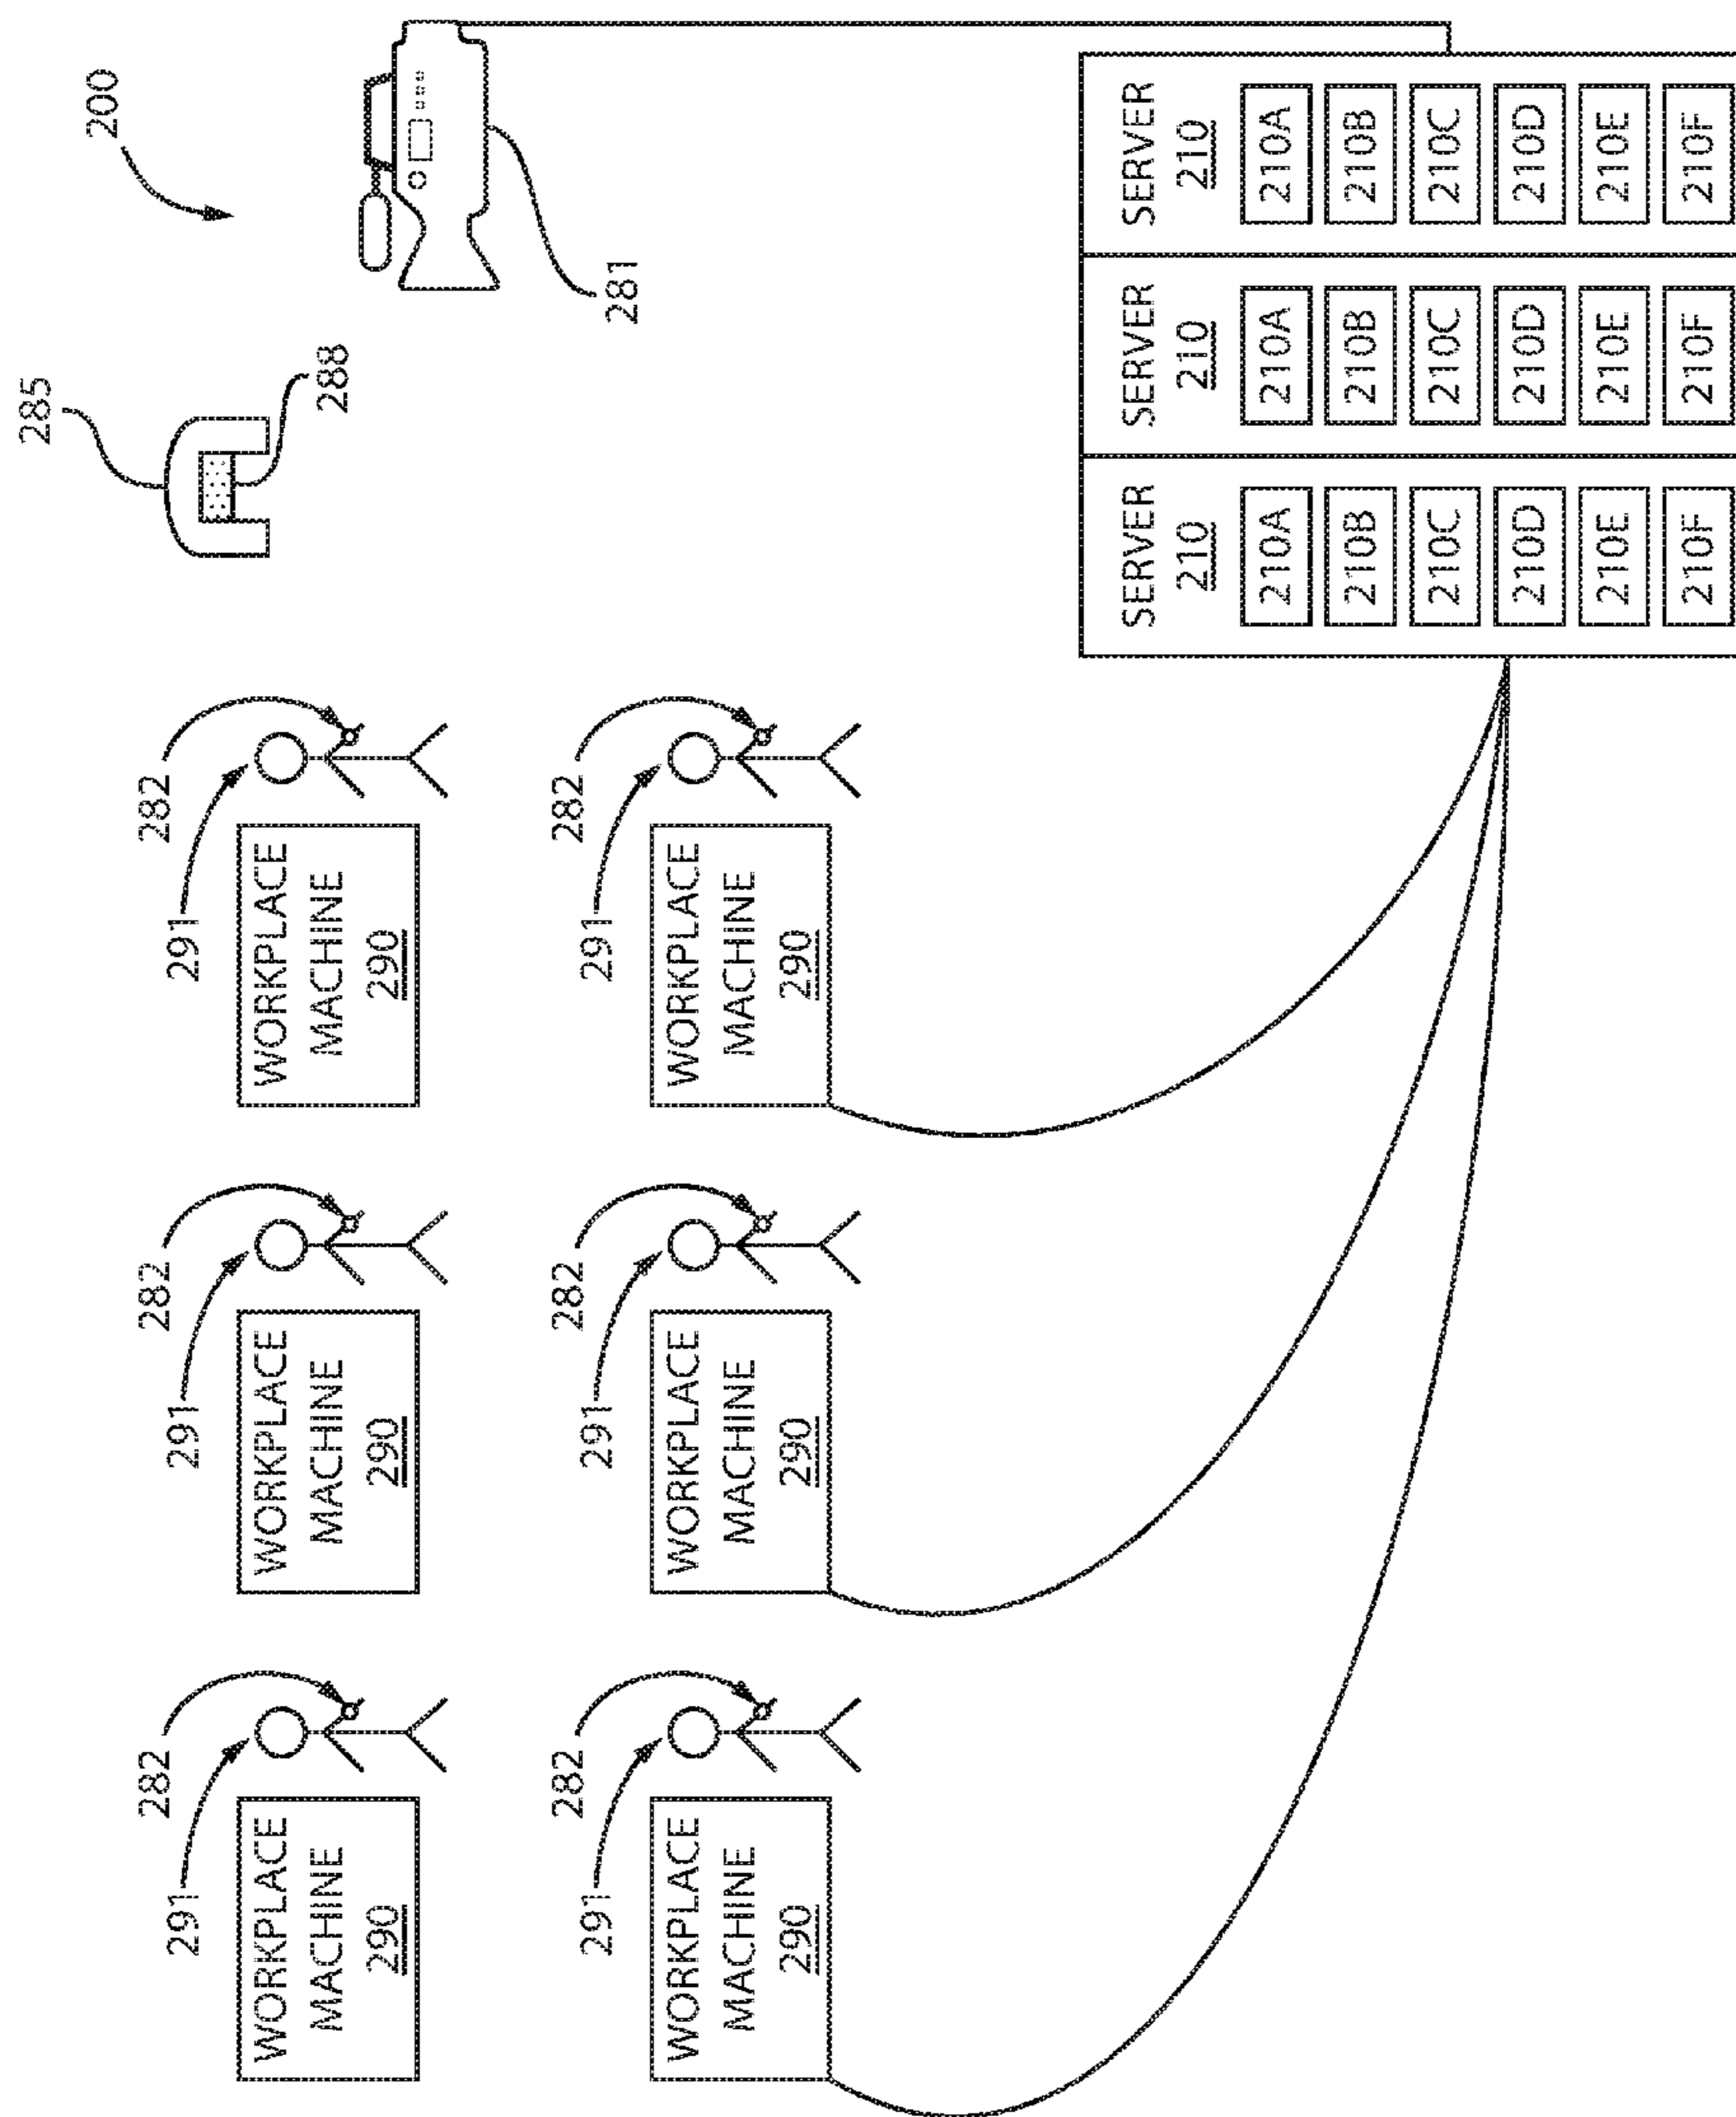 200
285
288
281
282
291
WORKPLACE
MACHINE
290
282
291
WORKPLACE
MACHINE
290
282
291
WORKPLACE
MACHINE
290
282
291
WORKPLACE
MACHINE
290
282
291
WORKPLACE
MACHINE
290
282
291
WORKPLACE
MACHINE
290
SERVER
210
210A
210B
210C
210D
210E
210F
SERVER
210
210A
210B
210C
210D
210E
210F
SERVER
210
210A
210B
210C
210D
210E
210F